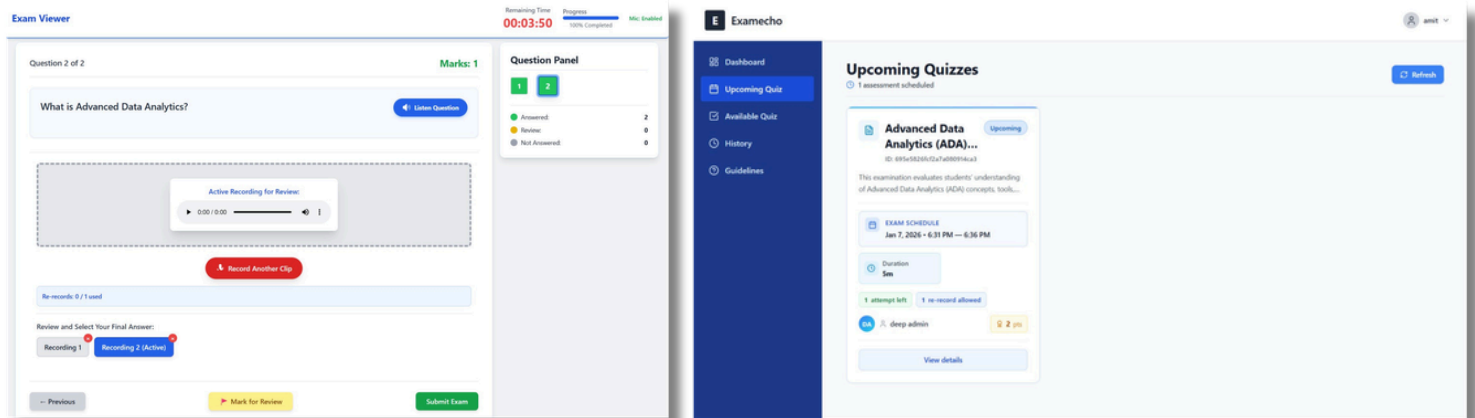 Exam Viewer
Remaining Time
00:03:50
Progress
100% Completed
Mic: Enabled
Question 2 of 2
Marks: 1
What is Advanced Data Analytics?
Listen Question
Active Recording for Review:
0:00 / 0:00
Record Another Clip
Re-records: 0 / 1 used
Review and Select Your Final Answer:
Recording 1
Recording 2 (Active)
← Previous
Mark for Review
Submit Exam
Question Panel
1
2
Answered: 2
Review: 0
Not Answered: 0
E Examecho
amit
Dashboard
Upcoming Quiz
Available Quiz
History
Guidelines
Upcoming Quizzes
1 assessment scheduled
Refresh
Advanced Data
Analytics (ADA)...
Upcoming
This examination evaluates students' understanding
of Advanced Data Analytics (ADA) concepts, tools,...
EXAM SCHEDULE
Jan 7, 2026 • 6:31 PM — 6:36 PM
Duration
5m
1 attempt left
1 re-record allowed
DA deep admin
2 pts
View details